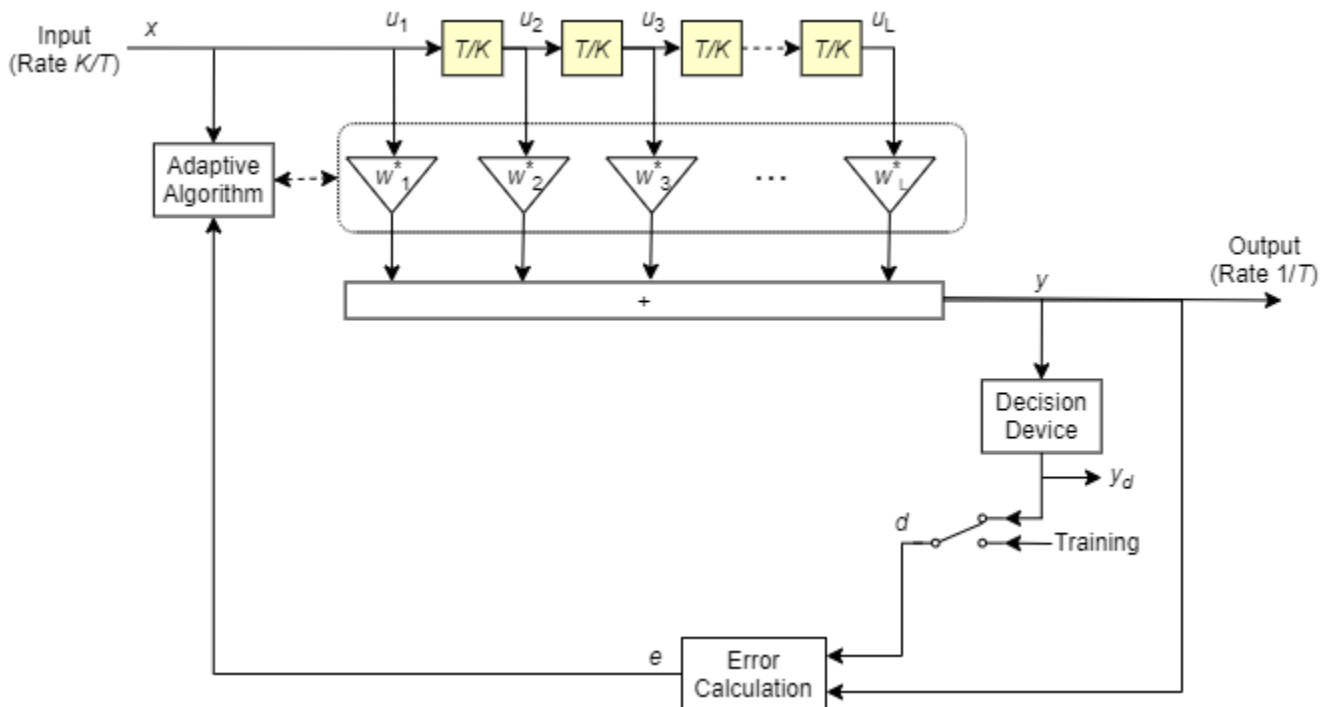 Input
(Rate K/T)
x
u1
u2
u3
uL
T/K
T/K
T/K
T/K
Adaptive
Algorithm
w*1
w*2
w*3
...
w*L
+
y
Output
(Rate 1/T)
Decision
Device
yd
d
Training
e
Error
Calculation